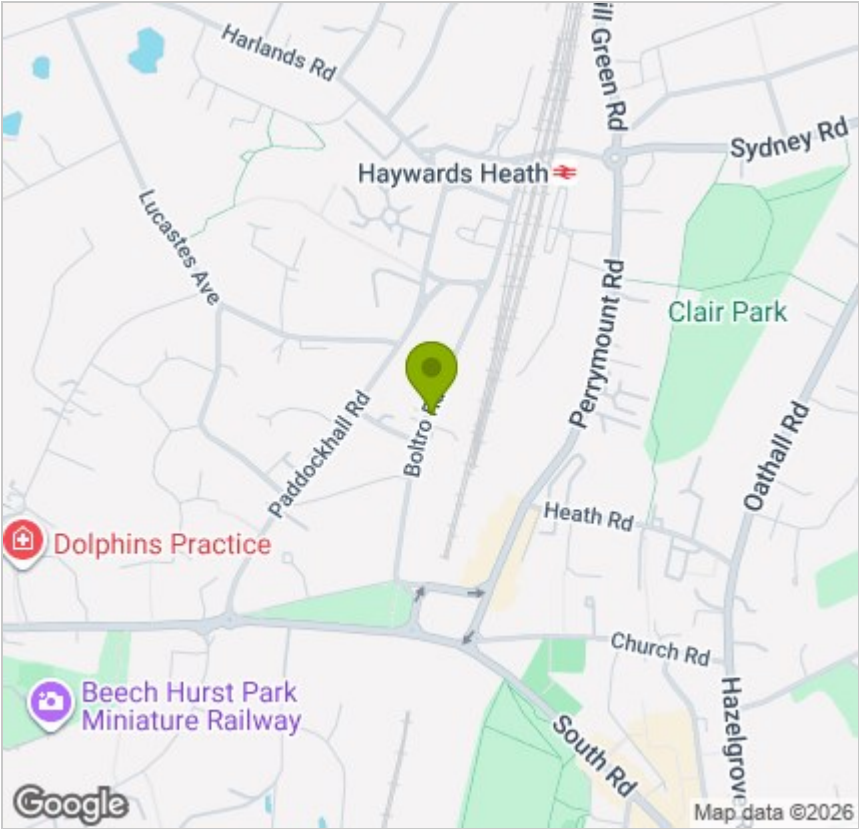 Harlands Rd
ill Green Rd
Sydney Rd
Haywards Heath
Lucastes Ave
Clair Park
Perrymount Rd
Paddockhall Rd
Boltro
Oathall Rd
Heath Rd
Dolphins Practice
Church Rd
Beech Hurst Park
Miniature Railway
Hazelgrove
South Rd
Google
Map data ©2026